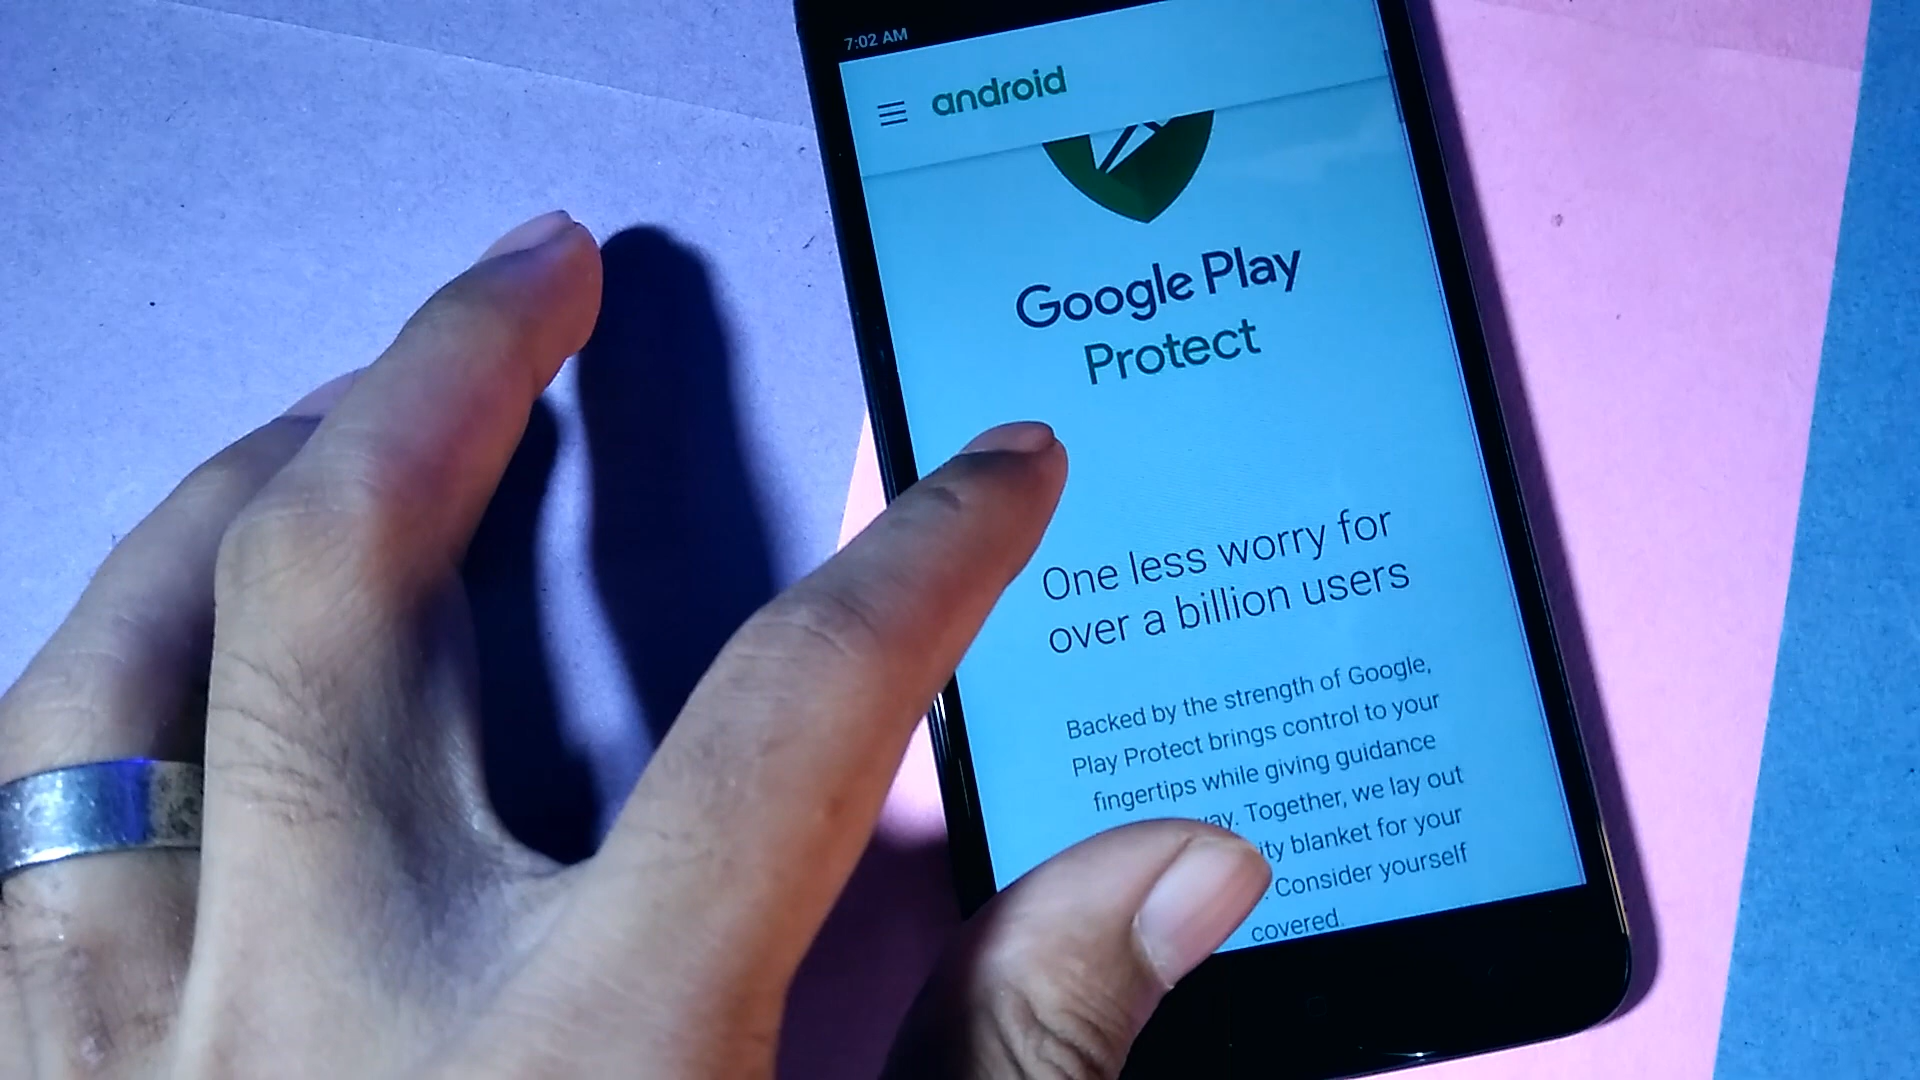 7:02 AM
android
Google Play
Protect
One less worry for
over a billion users
Backed by the strength of Google,
Play Protect brings control to your
fingertips while giving guidance
Together, we lay out
blanket for your
Consider yourself
covered.